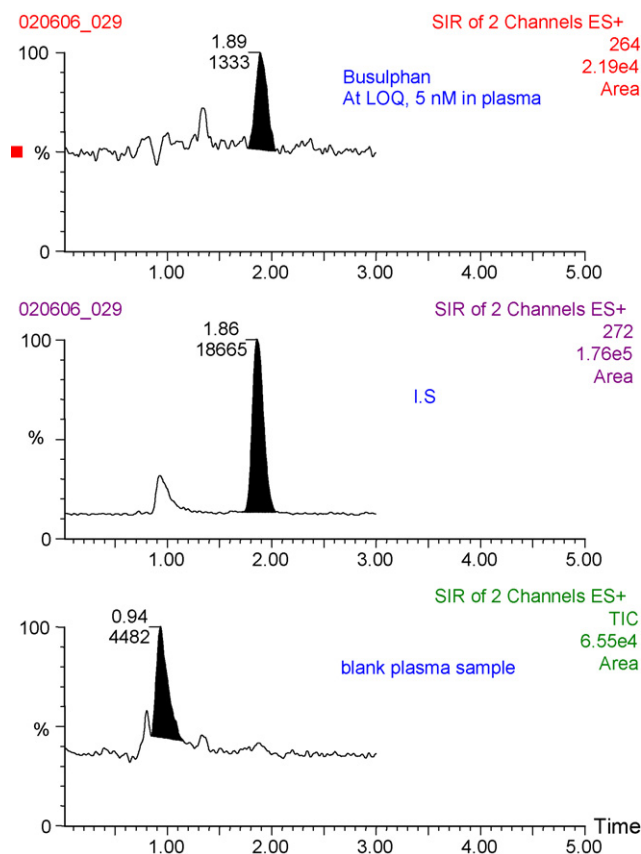 020606_029
SIR of 2 Channels ES+
264
2.19e4
Area
1.89
1333
Busulphan
At LOQ, 5 nM in plasma
100
%
0
1.00 2.00 3.00 4.00 5.00
020606_029
SIR of 2 Channels ES+
272
1.76e5
Area
1.86
18665
I.S
100
%
0
1.00 2.00 3.00 4.00 5.00
SIR of 2 Channels ES+
TIC
6.55e4
Area
0.94
4482
blank plasma sample
100
%
0
1.00 2.00 3.00 4.00 5.00
Time